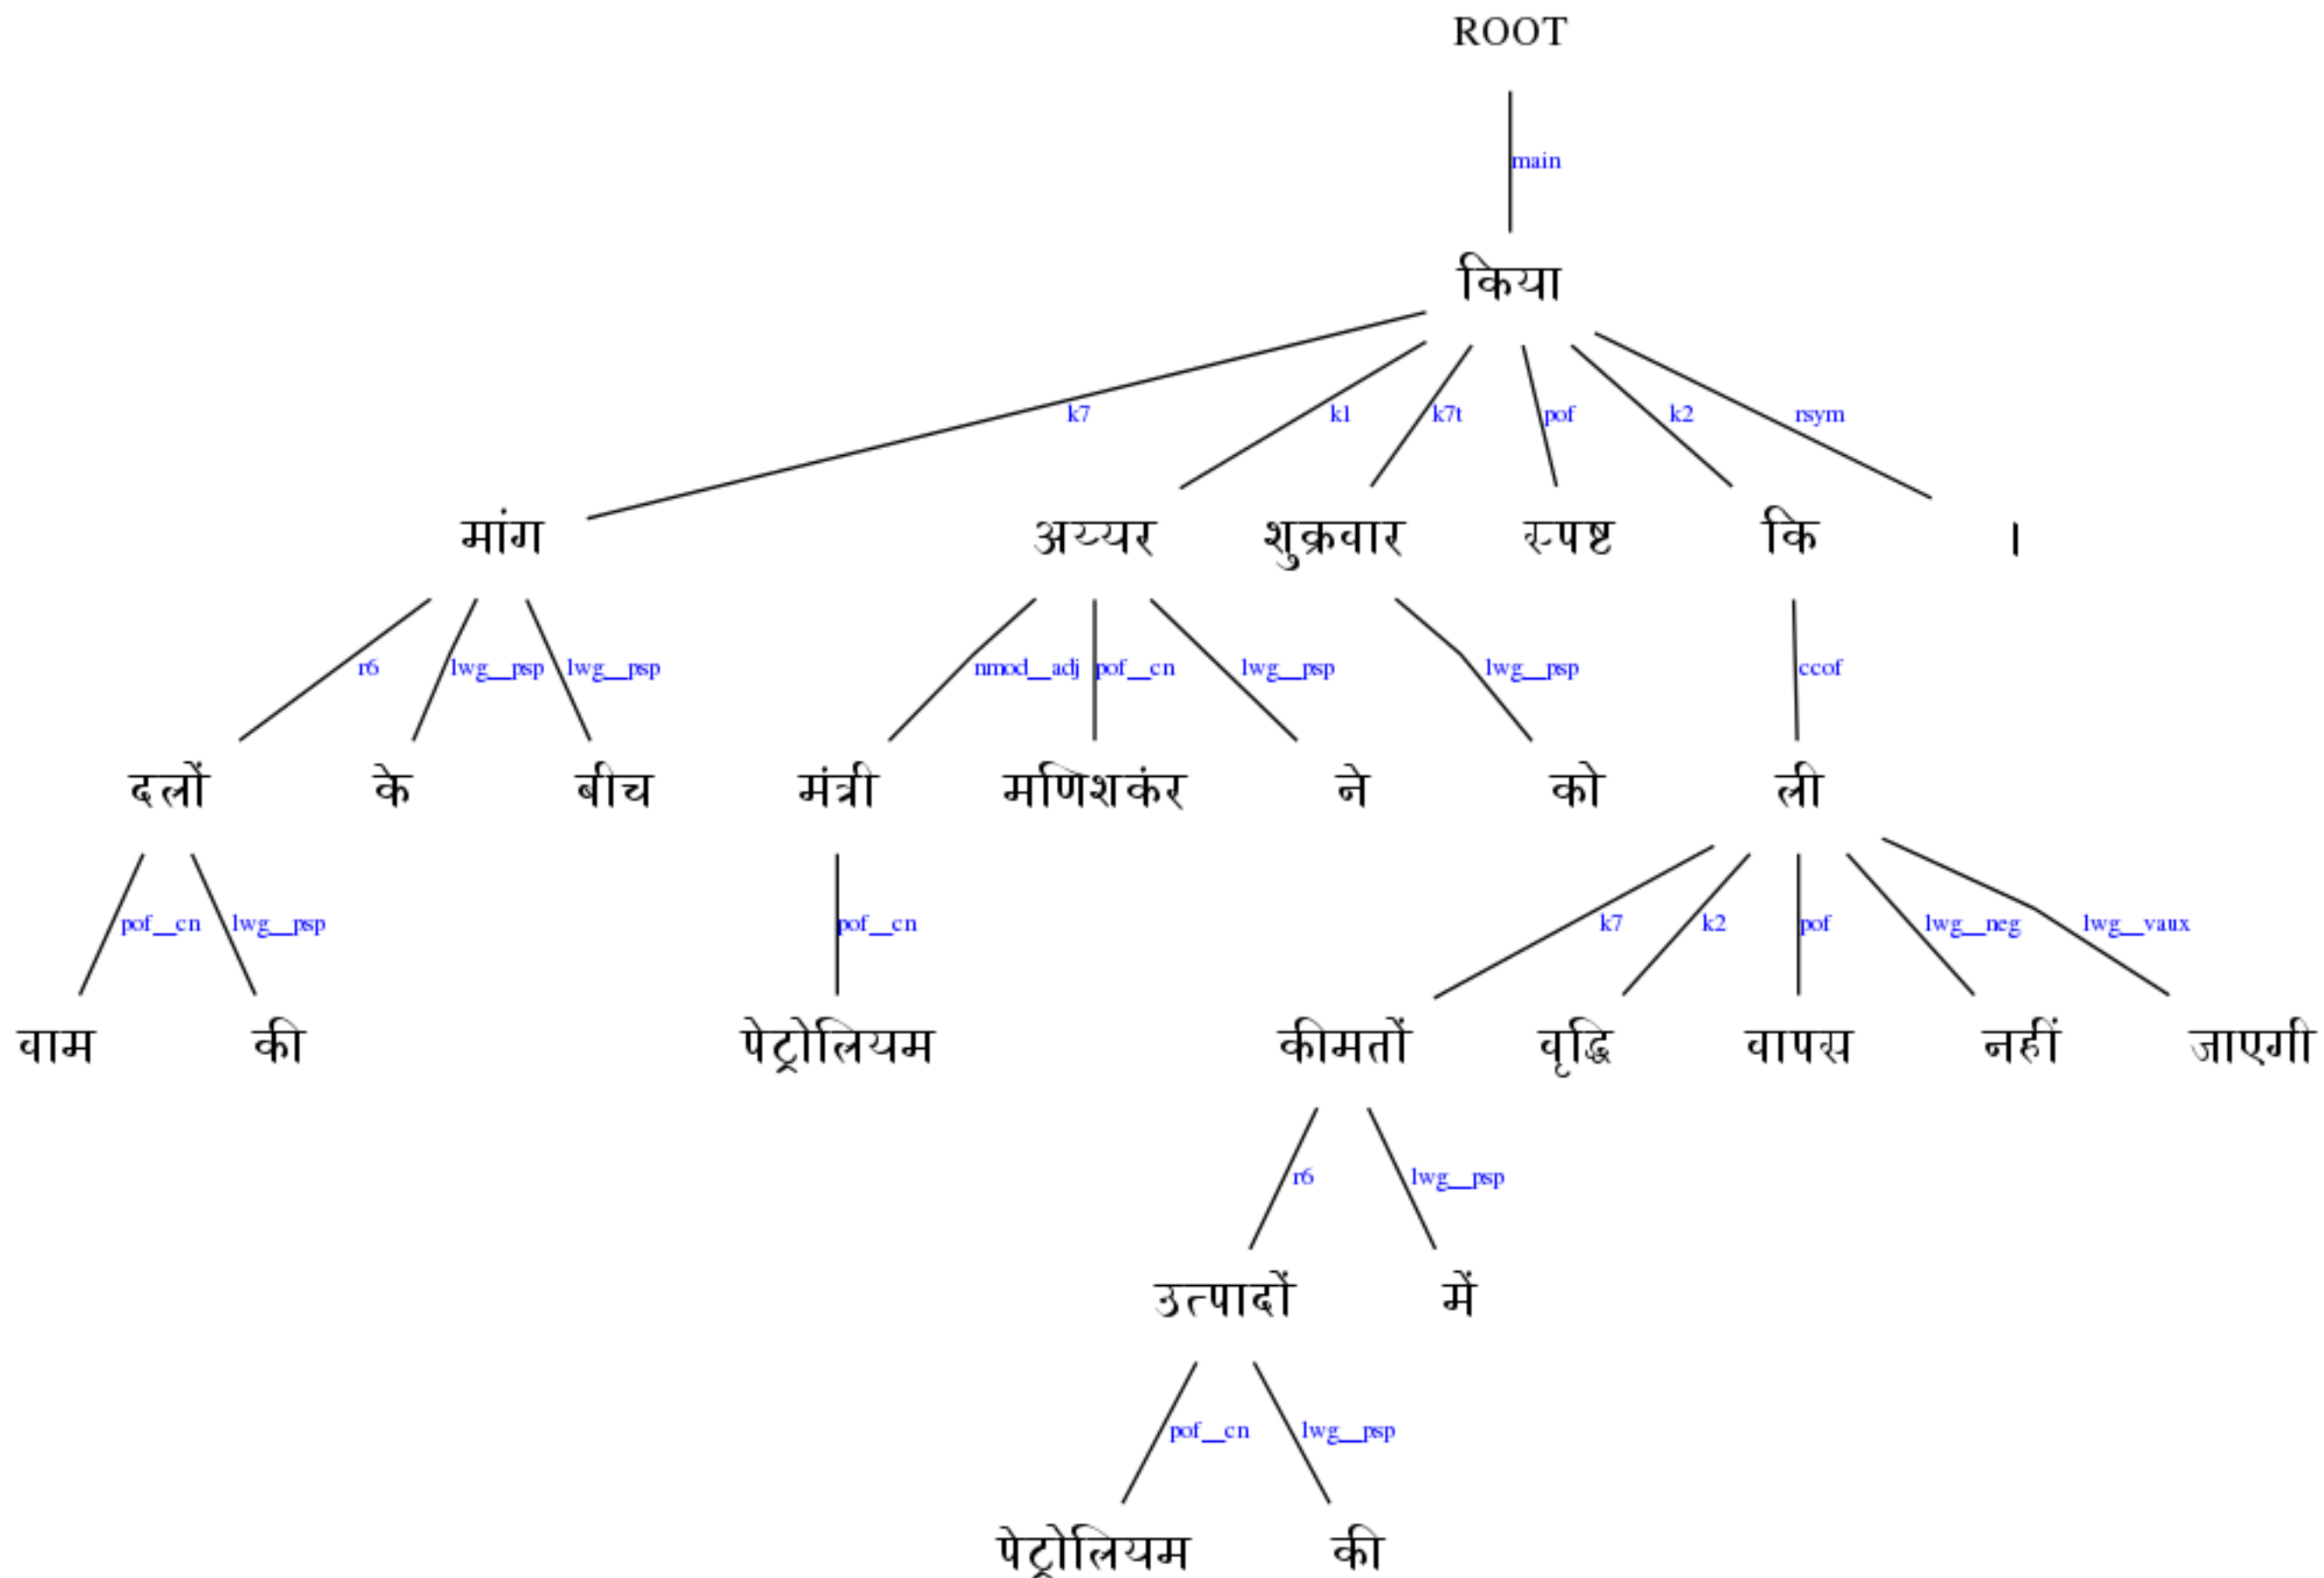 ROOT
main
किया
k7 k1 k7t pof k2 rsym
मांग अय्यर शुक्रवार स्पष्ट कि ।
r6 lwg__psp lwg__psp nmod__adj pof__cn lwg__psp lwg__psp ccof
दलों के बीच मंत्री मणिशकंर ने को ली
pof__cn lwg__psp pof__cn k7 k2 pof lwg__neg lwg__vaux
वाम की पेट्रोलियम कीमतों वृद्धि वापस नहीं जाएगी
r6 lwg__psp
उत्पादों में
pof__cn lwg__psp
पेट्रोलियम की